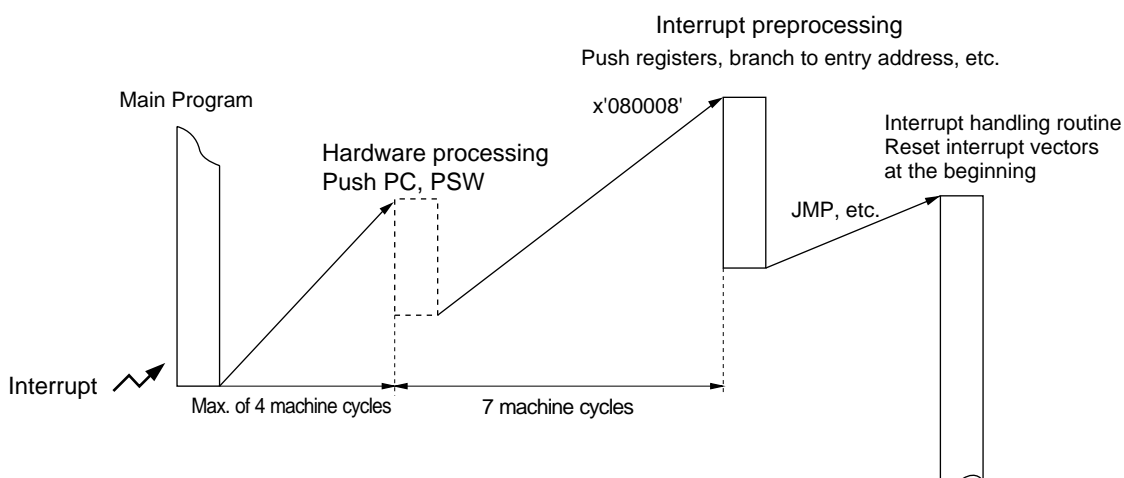 Interrupt preprocessing
Push registers, branch to entry address, etc.
Main Program
x'080008'
Interrupt handling routine
Reset interrupt vectors
at the beginning
Hardware processing
Push PC, PSW
JMP, etc.
Interrupt
Max. of 4 machine cycles
7 machine cycles